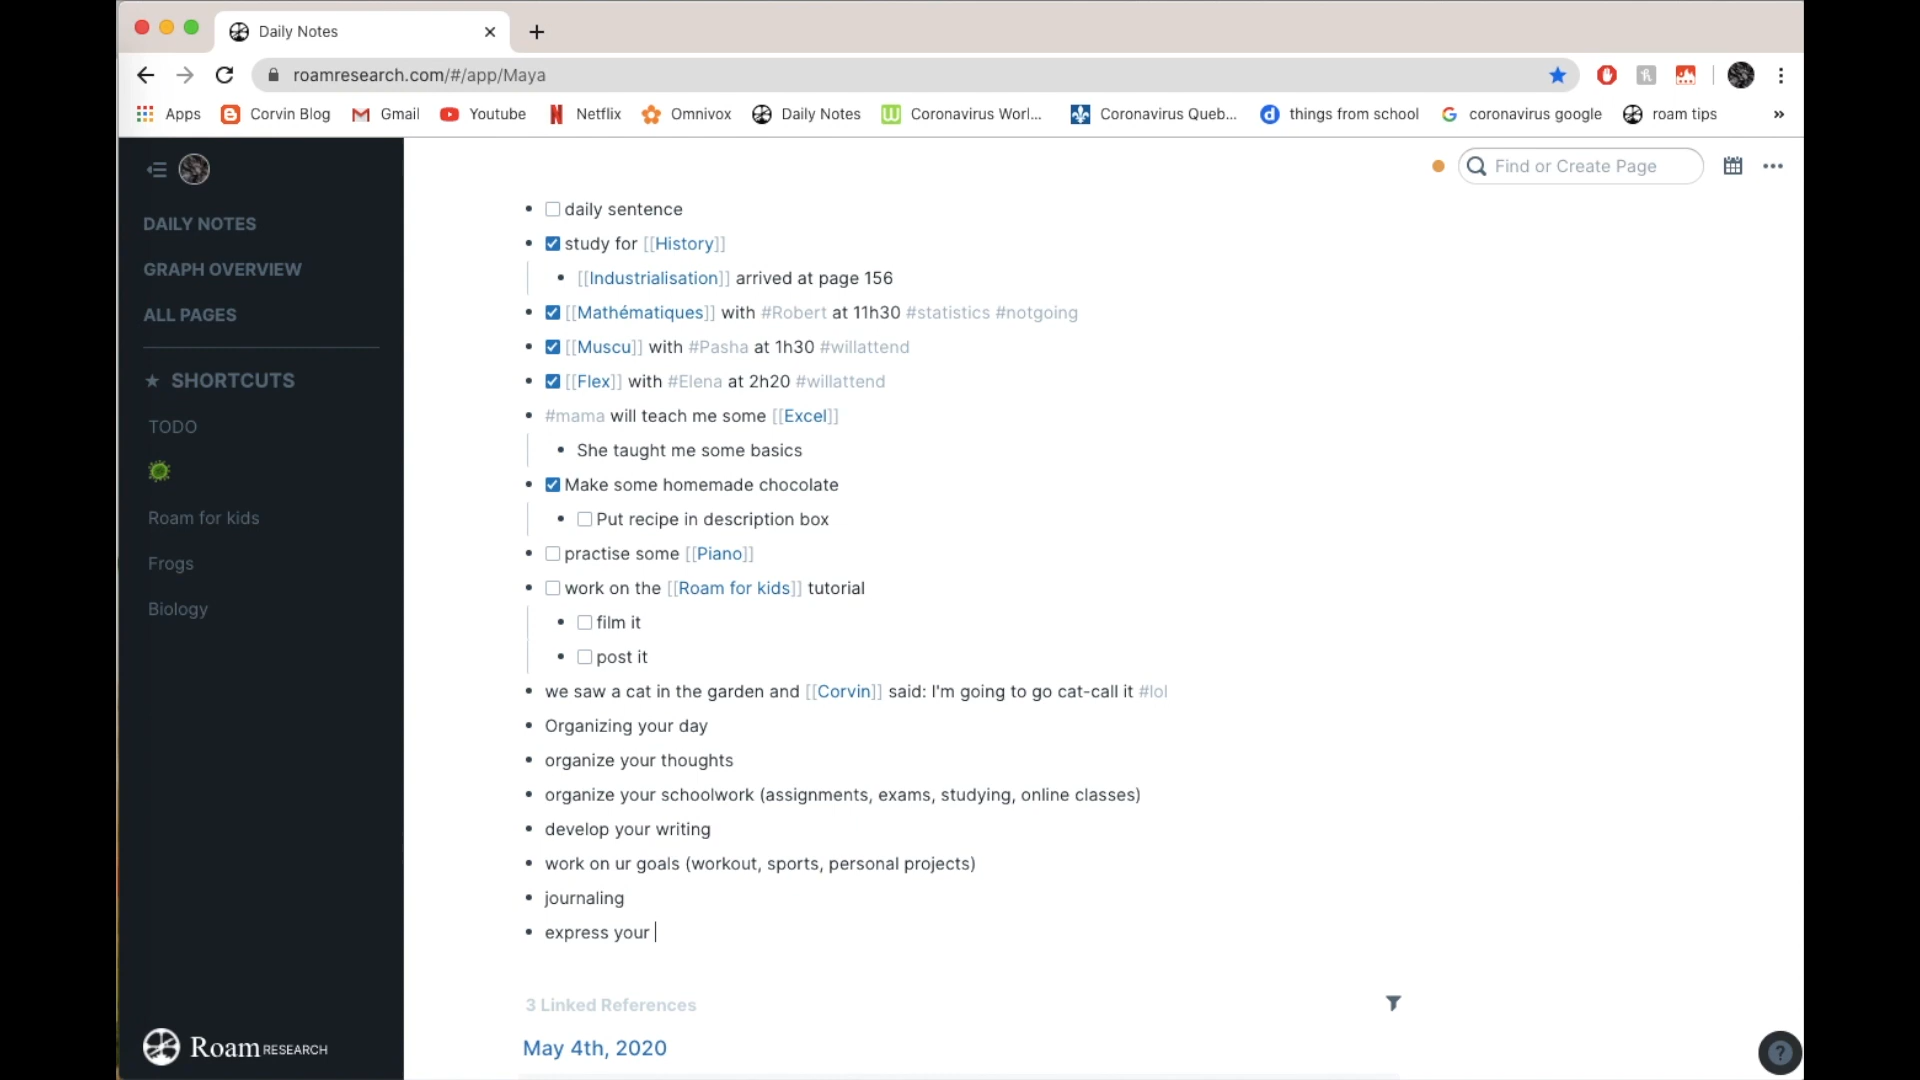 Daily Notes
roamresearch.com/#/app/Maya
Apps Corvin Blog Gmail Youtube Netflix Omnivox Daily Notes Coronavirus Worl... Coronavirus Queb... things from school coronavirus google roam tips »
Find or Create Page
DAILY NOTES
GRAPH OVERVIEW
ALL PAGES
SHORTCUTS
TODO
Roam for kids
Frogs
Biology
Roam RESEARCH
daily sentence
study for [[History]]
[[Industrialisation]] arrived at page 156
[[Mathématiques]] with #Robert at 11h30 #statistics #notgoing
[[Muscu]] with #Pasha at 1h30 #willattend
[[Flex]] with #Elena at 2h20 #willattend
#mama will teach me some [[Excel]]
She taught me some basics
Make some homemade chocolate
Put recipe in description box
practise some [[Piano]]
work on the [[Roam for kids]] tutorial
film it
post it
we saw a cat in the garden and [[Corvin]] said: I'm going to go cat-call it #lol
Organizing your day
organize your thoughts
organize your schoolwork (assignments, exams, studying, online classes)
develop your writing
work on ur goals (workout, sports, personal projects)
journaling
express your
3 Linked References
May 4th, 2020
?